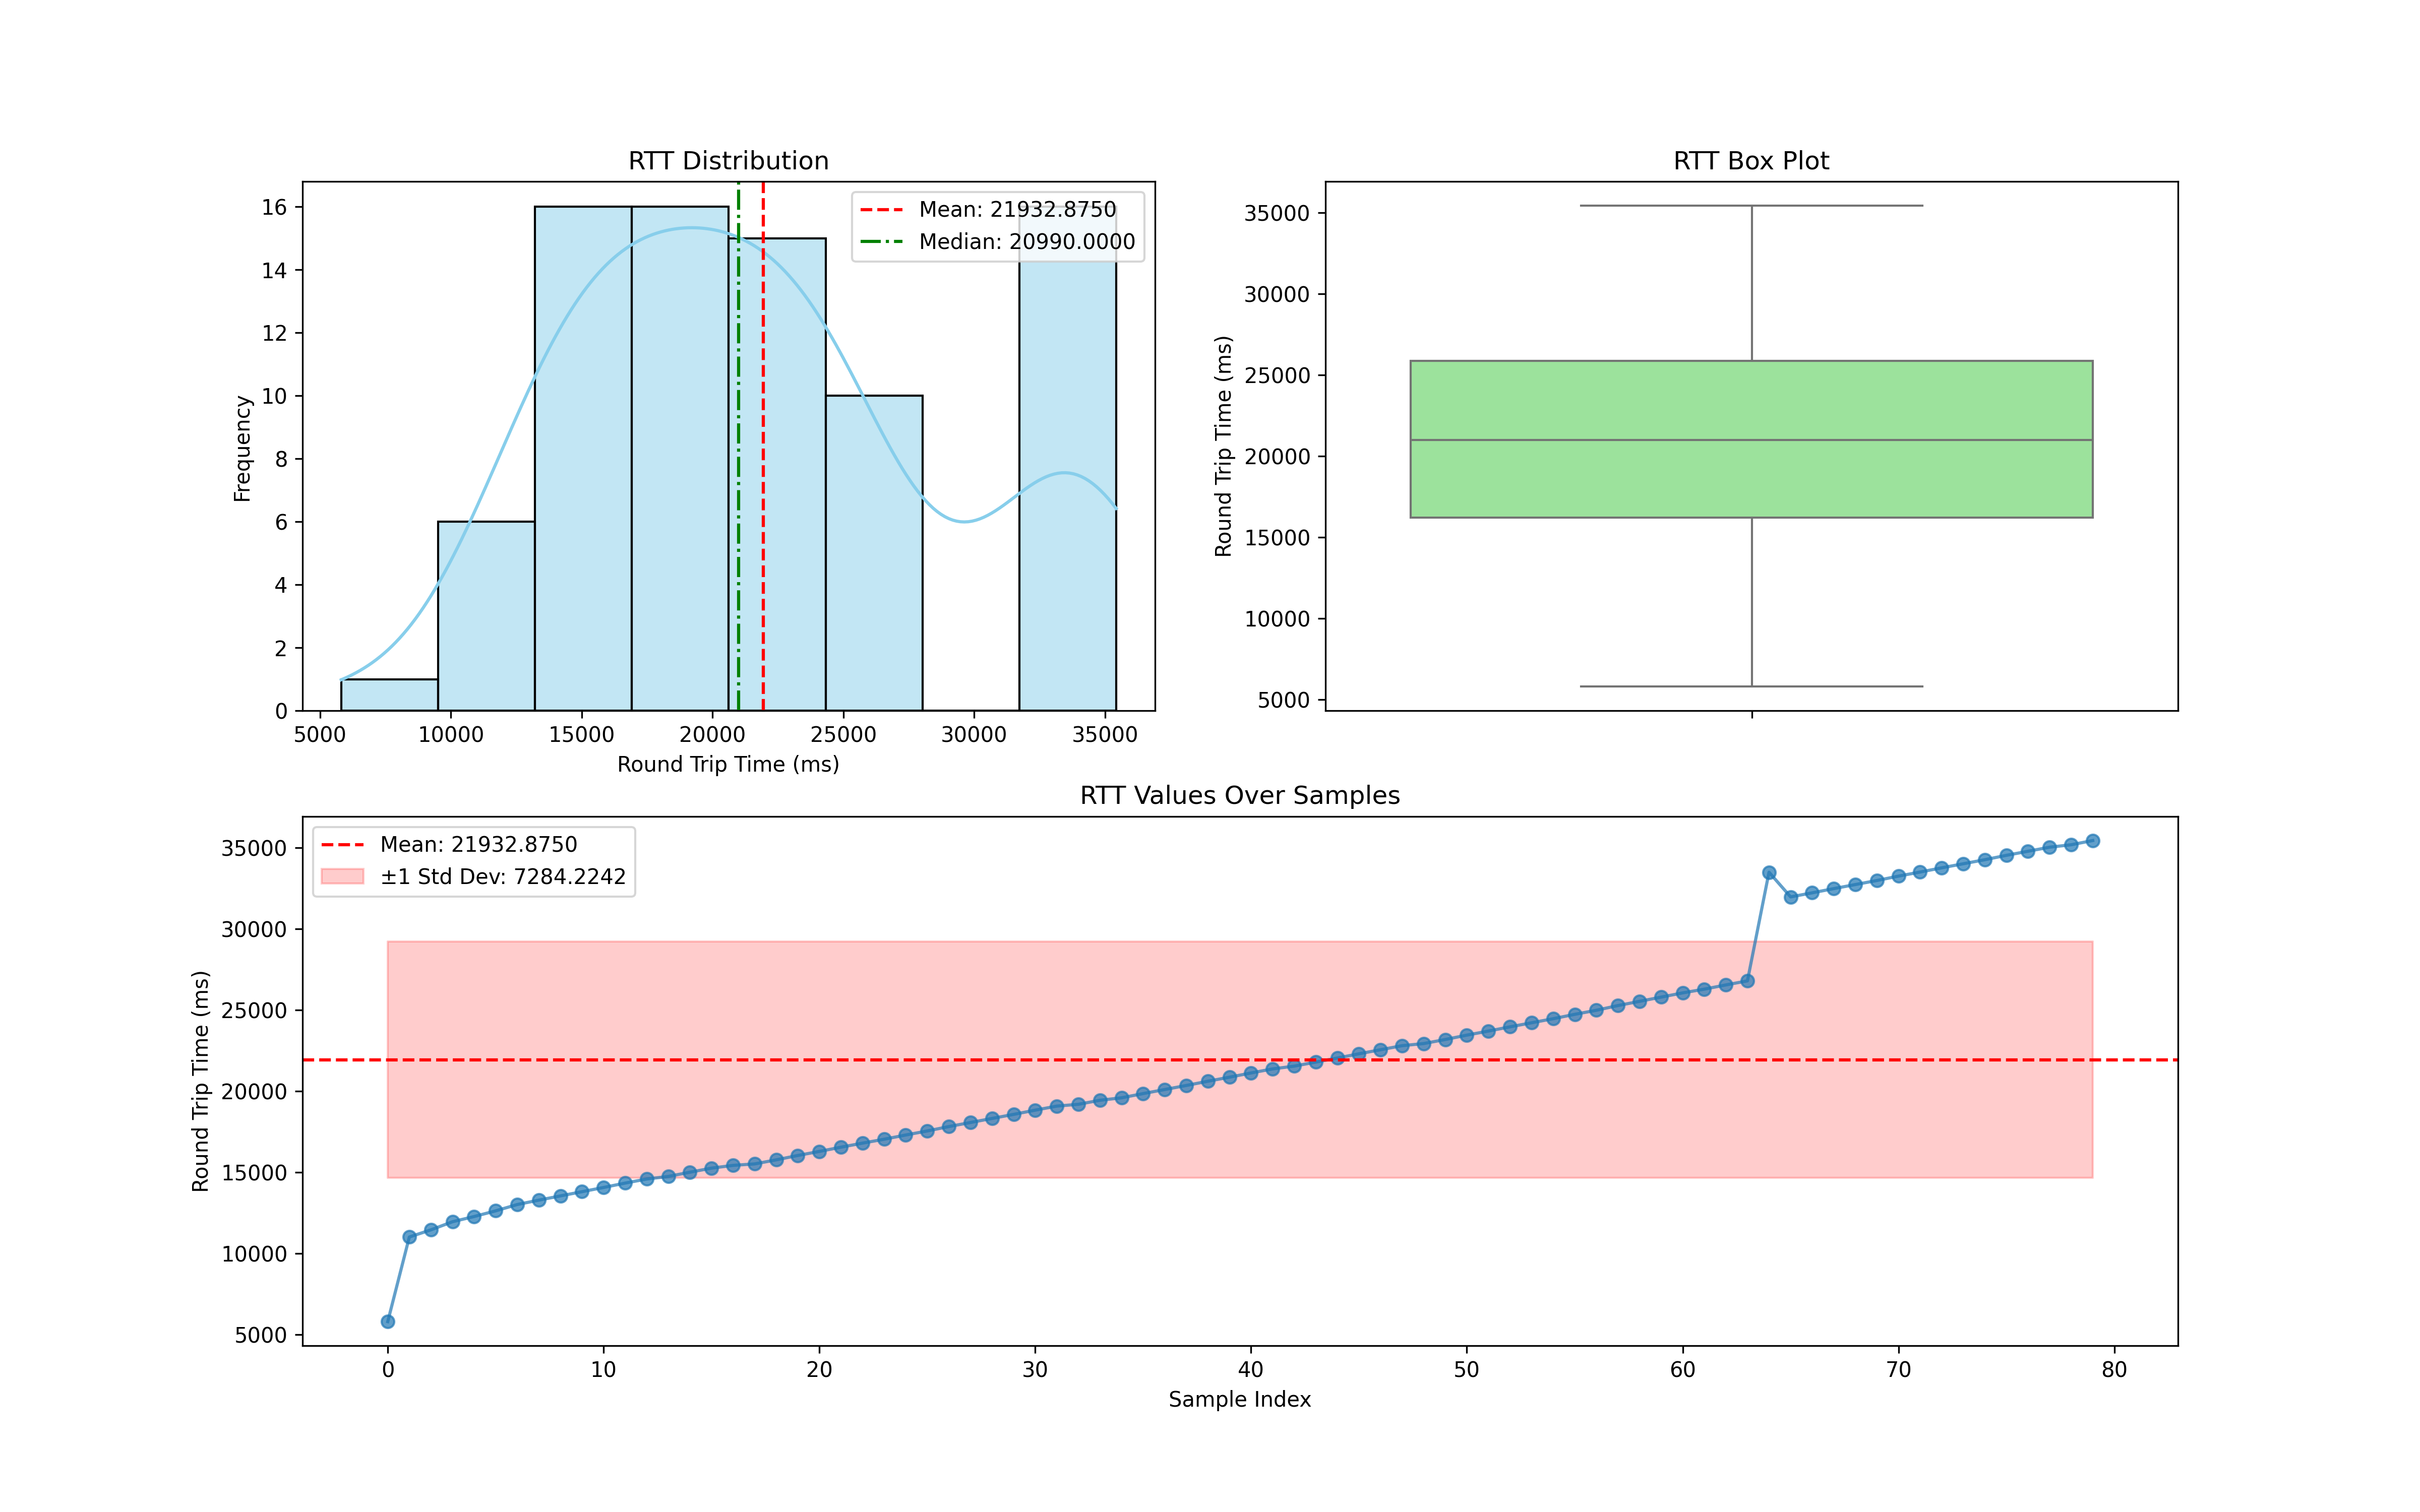 RTT Distribution
Mean: 21932.8750
Median: 20990.0000
Frequency
16
14
12
10
8
6
4
2
0
5000 10000 15000 20000 25000 30000 35000
Round Trip Time (ms)
RTT Box Plot
Round Trip Time (ms)
35000
30000
25000
20000
15000
10000
5000
RTT Values Over Samples
Mean: 21932.8750
±1 Std Dev: 7284.2242
Round Trip Time (ms)
35000
30000
25000
20000
15000
10000
5000
0 10 20 30 40 50 60 70 80
Sample Index